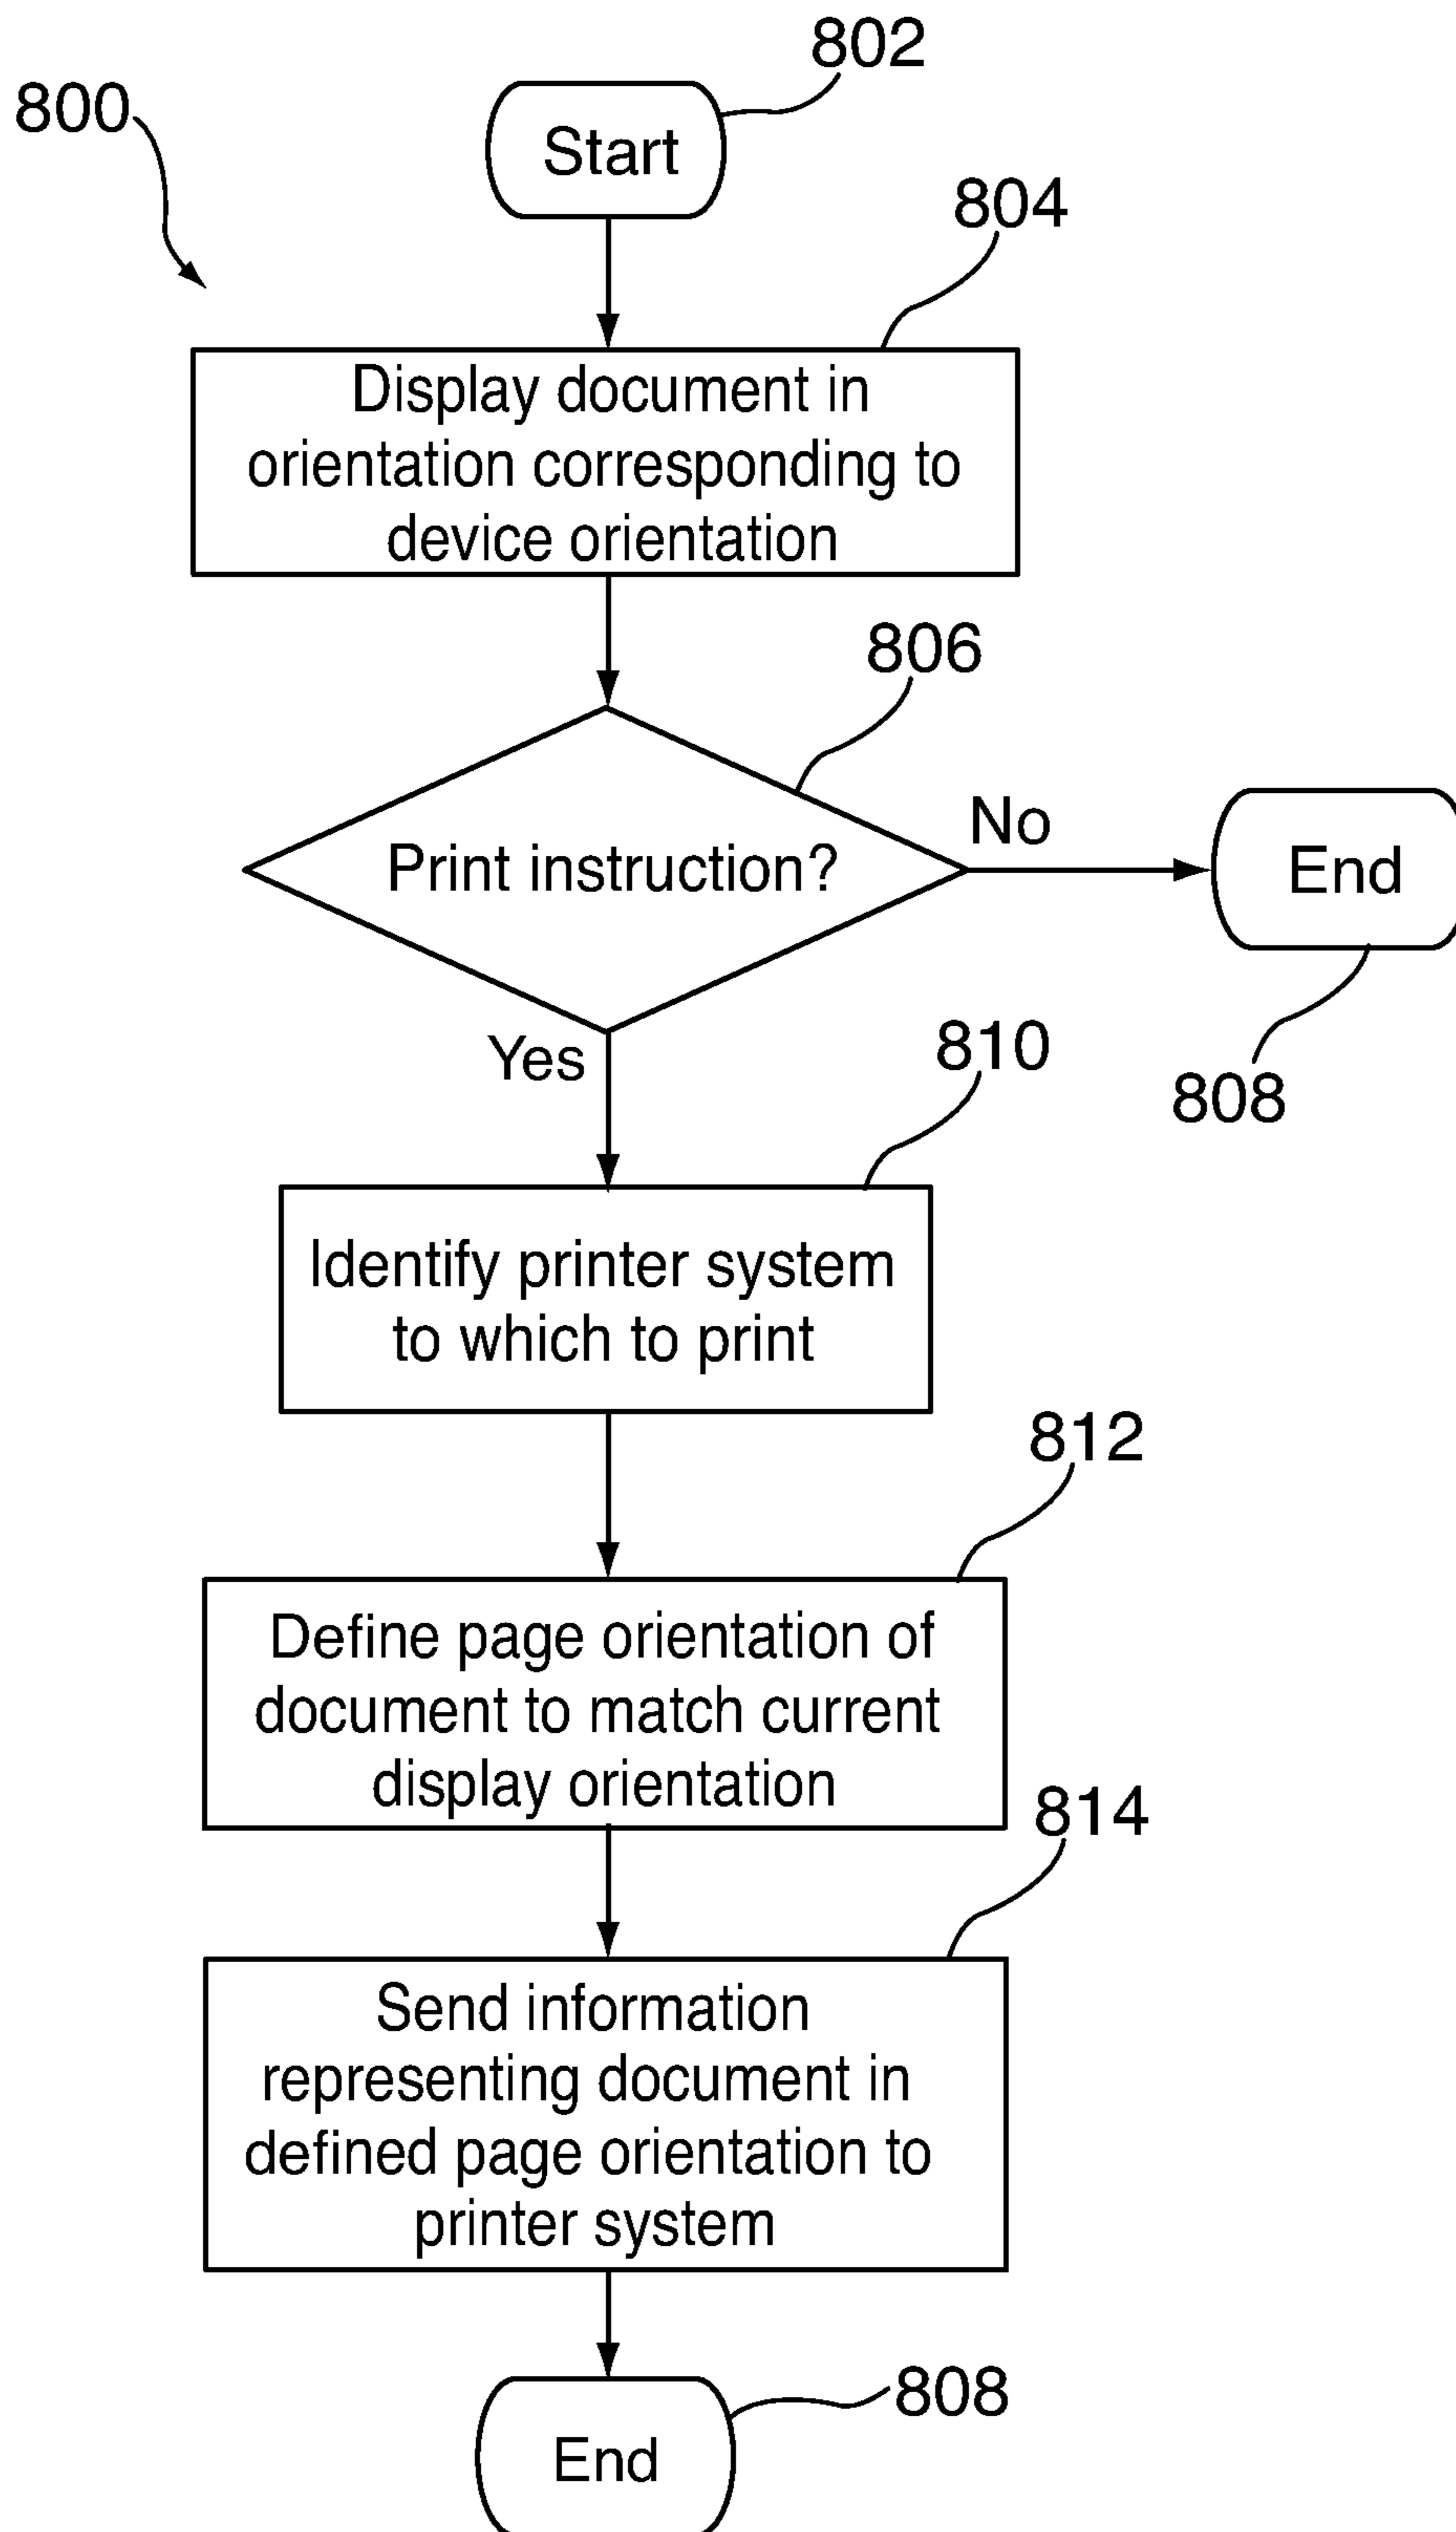 802
800
Start
804
Display document in
orientation corresponding to
device orientation
806
Print instruction?
No
End
808
Yes
810
Identify printer system
to which to print
812
Define page orientation of
document to match current
display orientation
814
Send information
representing document in
defined page orientation to
printer system
808
End